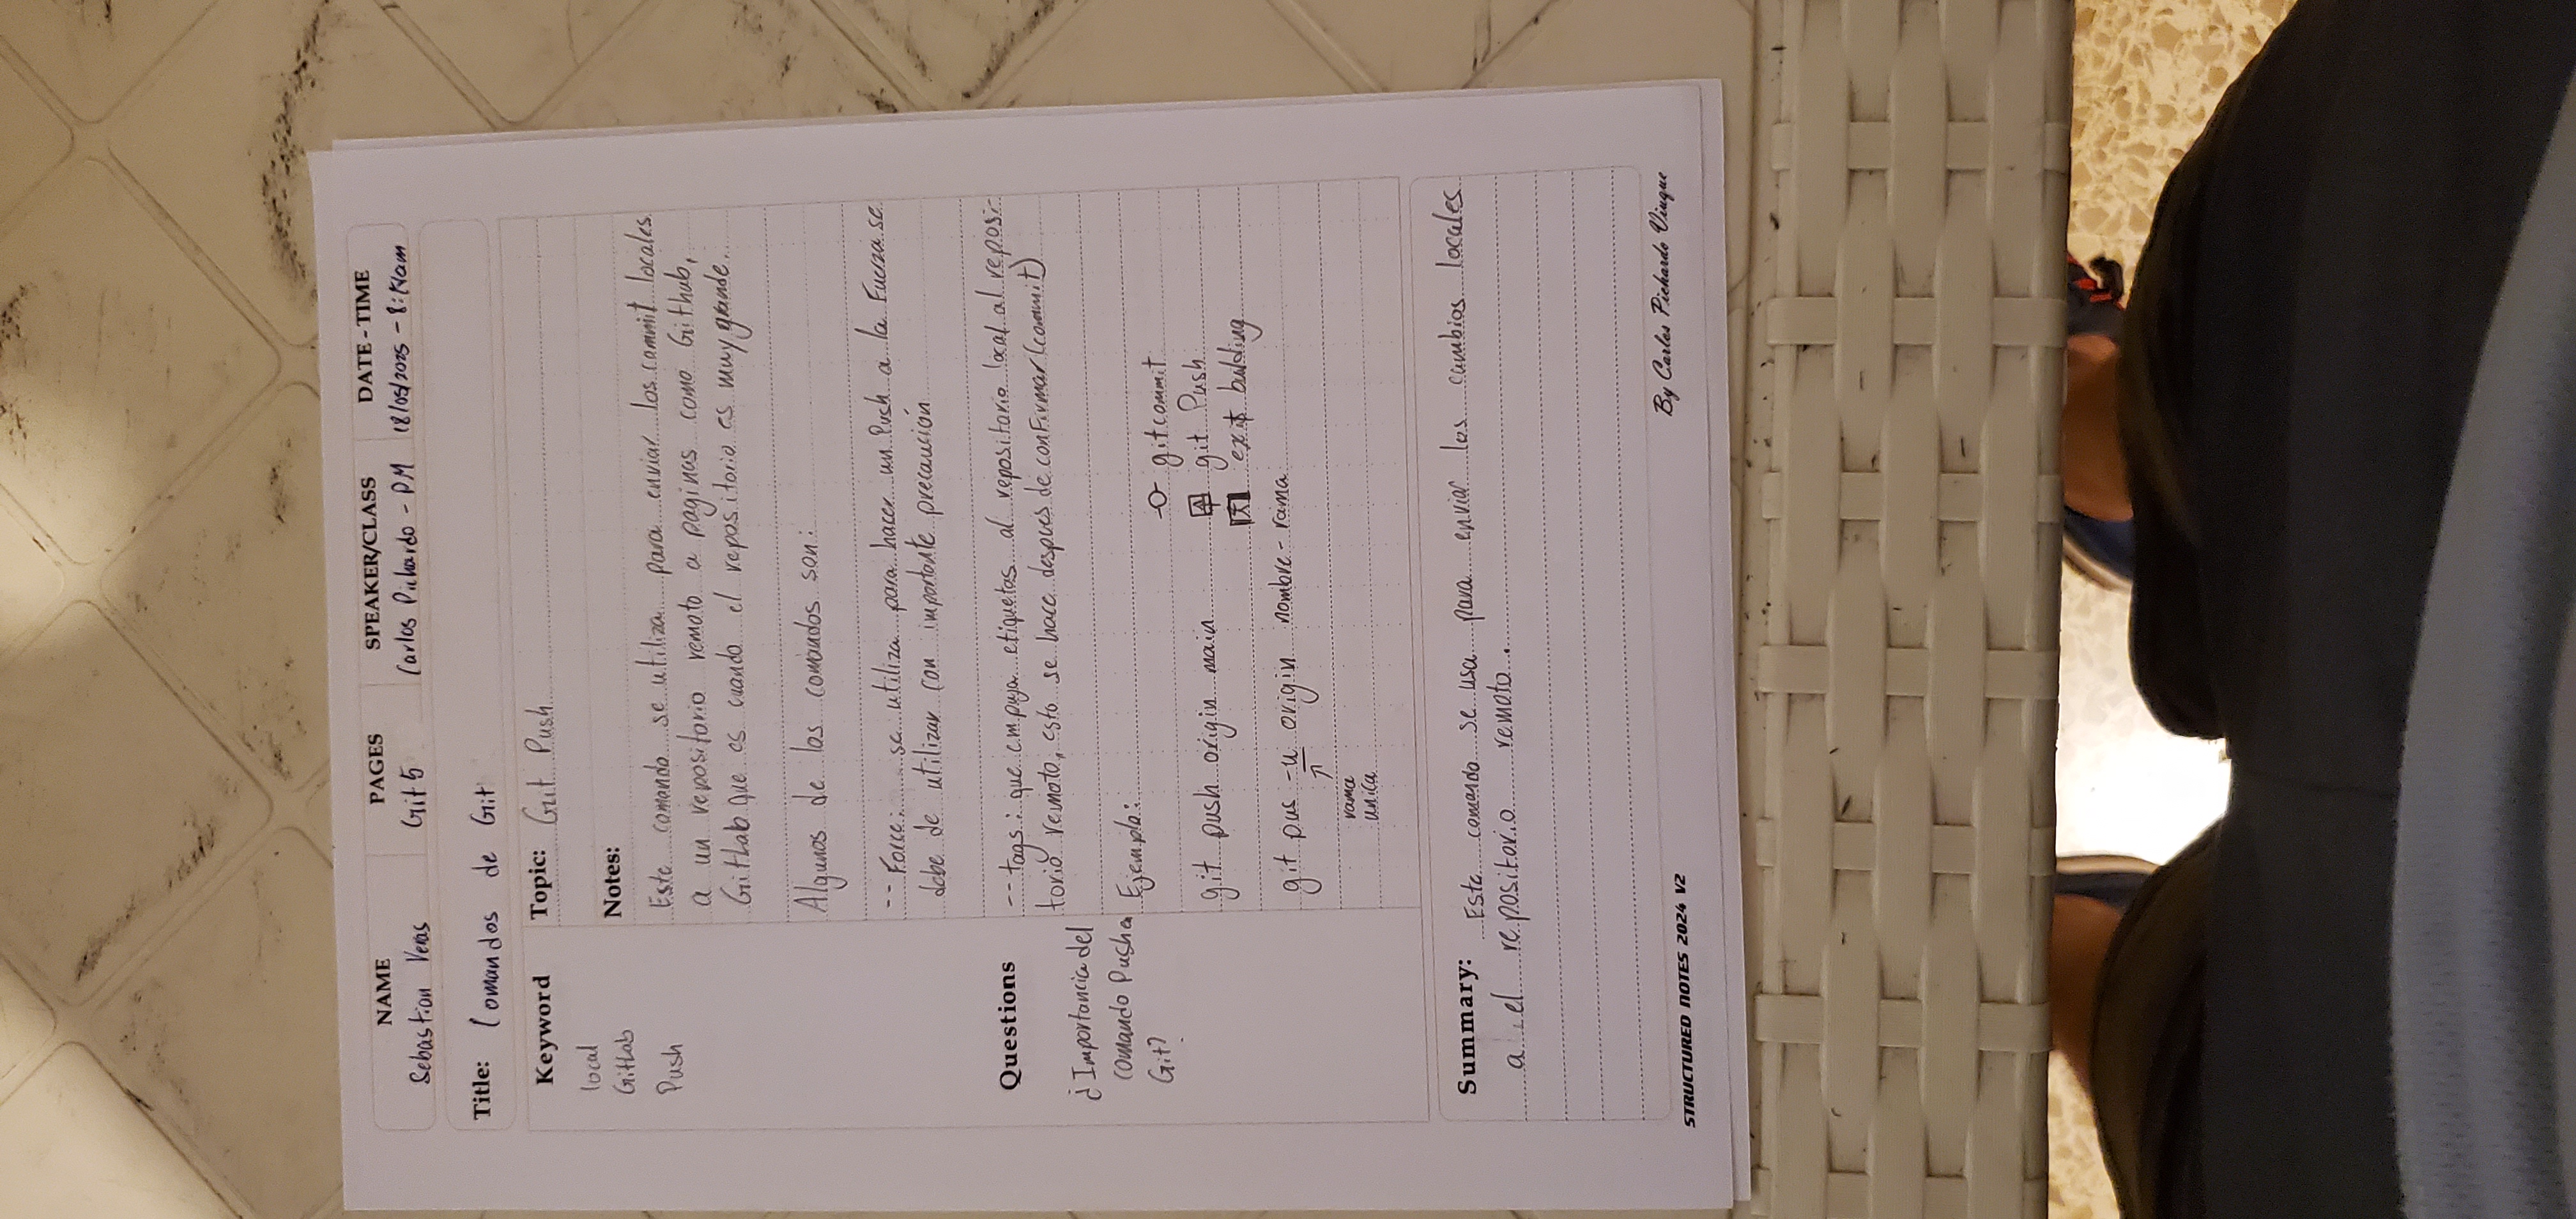 NAME PAGES SPEAKER/CLASS DATE-TIME
Sebastian Veras Git 5 Carlos Pichardo - PM 18/05/2025 - 8: am
Title: Comandos de Git
Keyword
local
GitLab
Push
Topic: Git Push
Notes:
Este comando se utiliza para enviar los commit locales
a un repositorio remoto a paginas como Github,
GitLab que es cuando el repositorio es muy grande.
Algunos de los comandos son:
-- Force: se utiliza para hacer un Push a la Fuerza se
debe de utilizar con importante precaución
-- tags: que empuja etiquetas al repositorio local al reposi-
torio remoto, esto se hace despues de conFirmar (commit)
Questions
¿Importancia del
comando Push en
Git?
Ejemplo:
git commit
git push origin main git Push
exit bulding
git pus -u origin nombre-rama
rama
unica
Summary: Este comando se usa para enviar los cambios locales
a el repositorio remoto.
STRUCTURED NOTES 2024 V2
By Carlos Pichardo Viuque